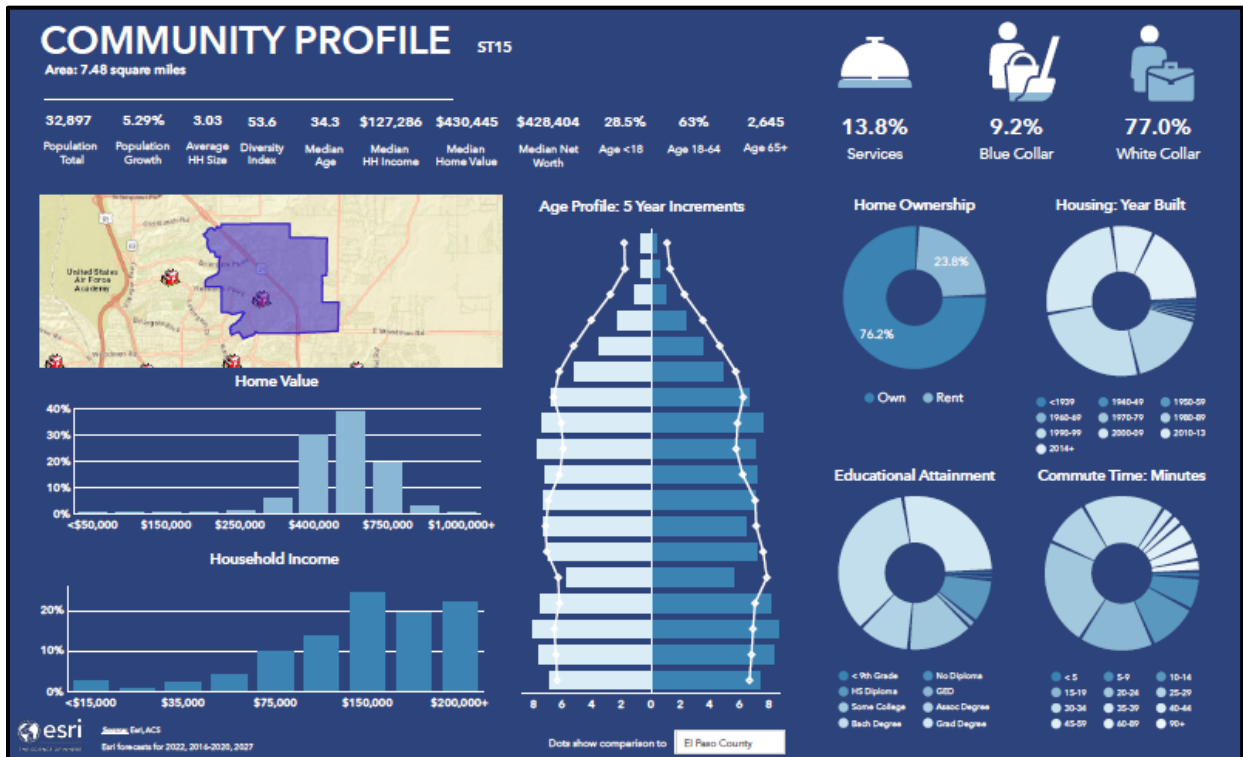 COMMUNITY PROFILE ST15
Area: 7.48 square miles
32,897 5.29% 3.03 53.6 34.3 $127,286 $430,445 $428,404 28.5% 63% 2,645
Population Population Average Diversity Median Median Median Median Net Age <18 Age 18-64 Age 65+
Total Growth HH Size Index Age HH Income Home Value Worth
13.8% 9.2% 77.0%
Services Blue Collar White Collar
United States
Air Force
Academy
Home Value
40%
30%
20%
10%
0%
<$50,000 $150,000 $250,000 $400,000 $750,000 $1,000,000+
Household Income
20%
10%
0%
<$15,000 $35,000 $75,000 $150,000 $200,000+
Age Profile: 5 Year Increments
8 6 4 2 0 2 4 6 8
Dots show comparison to El Paso County
Home Ownership
23.8%
76.2%
Own Rent
Housing: Year Built
<1939 1940-49 1950-59
1960-69 1970-79 1980-89
1990-99 2000-09 2010-13
2014+
Educational Attainment
< 9th Grade No Diploma
HS Diploma GED
Some College Assoc Degree
Bach Degree Grad Degree
Commute Time: Minutes
< 5 5-9 10-14
15-19 20-24 25-29
30-34 35-39 40-44
45-59 60-89 90+
esri
THE SCIENCE OF WHERE
Source: Esri, ACS
Esri forecasts for 2022, 2016-2020, 2027